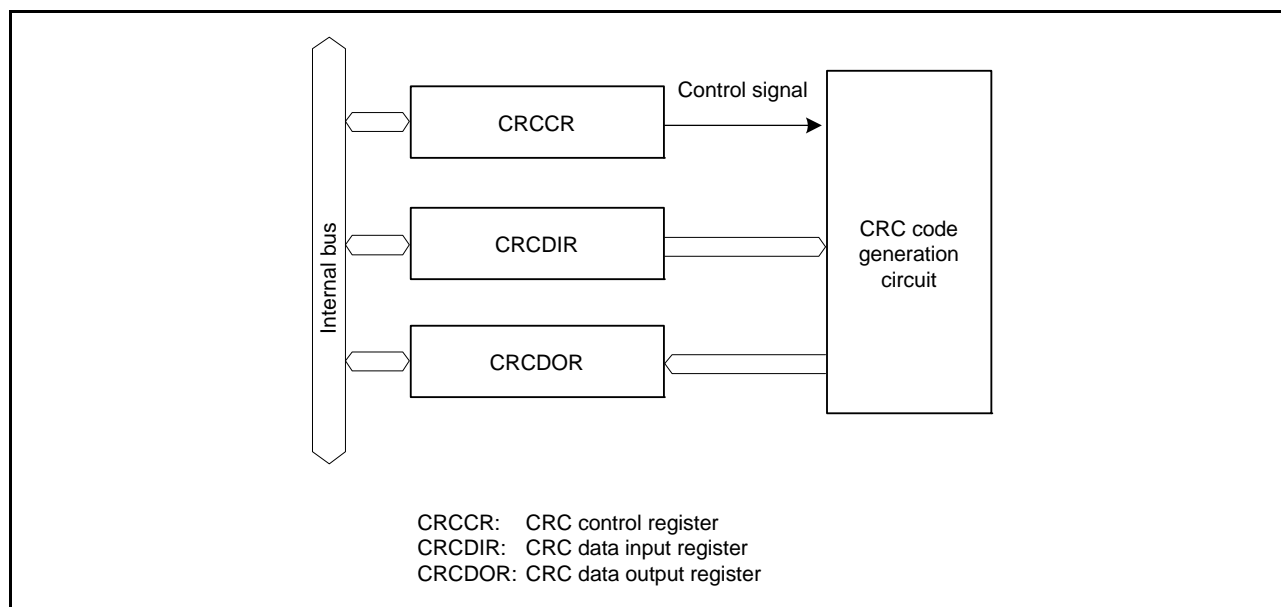 Control signal
CRCCR
CRCDIR
CRCDOR
Internal bus
CRC code
generation
circuit
CRCCR: CRC control register
CRCDIR: CRC data input register
CRCDOR: CRC data output register